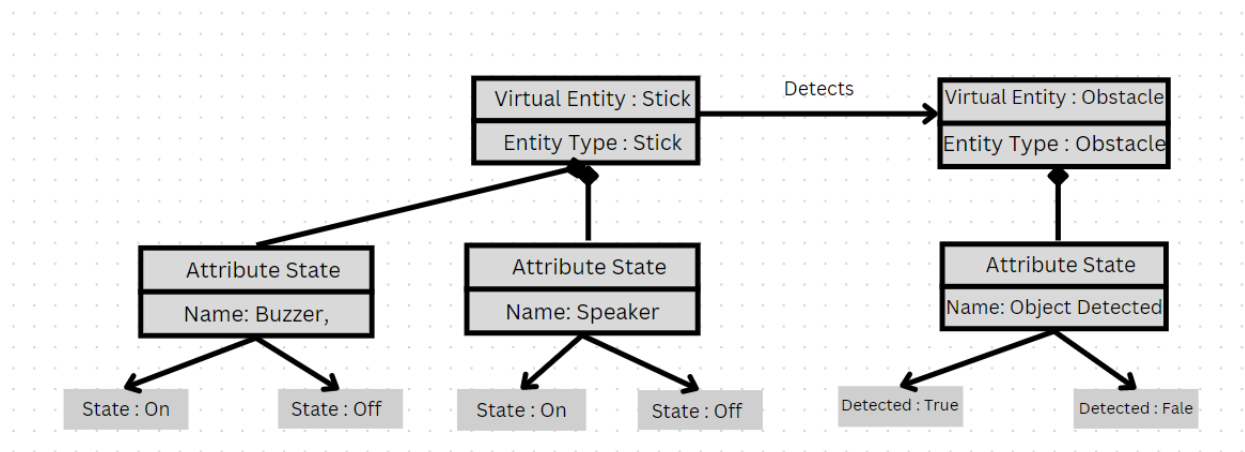 Virtual Entity : Stick
Entity Type : Stick
Detects
Virtual Entity : Obstacle
Entity Type : Obstacle
Attribute State
Name: Buzzer,
Attribute State
Name: Speaker
Attribute State
Name: Object Detected
State : On
State : Off
State : On
State : Off
Detected : True
Detected : Fale